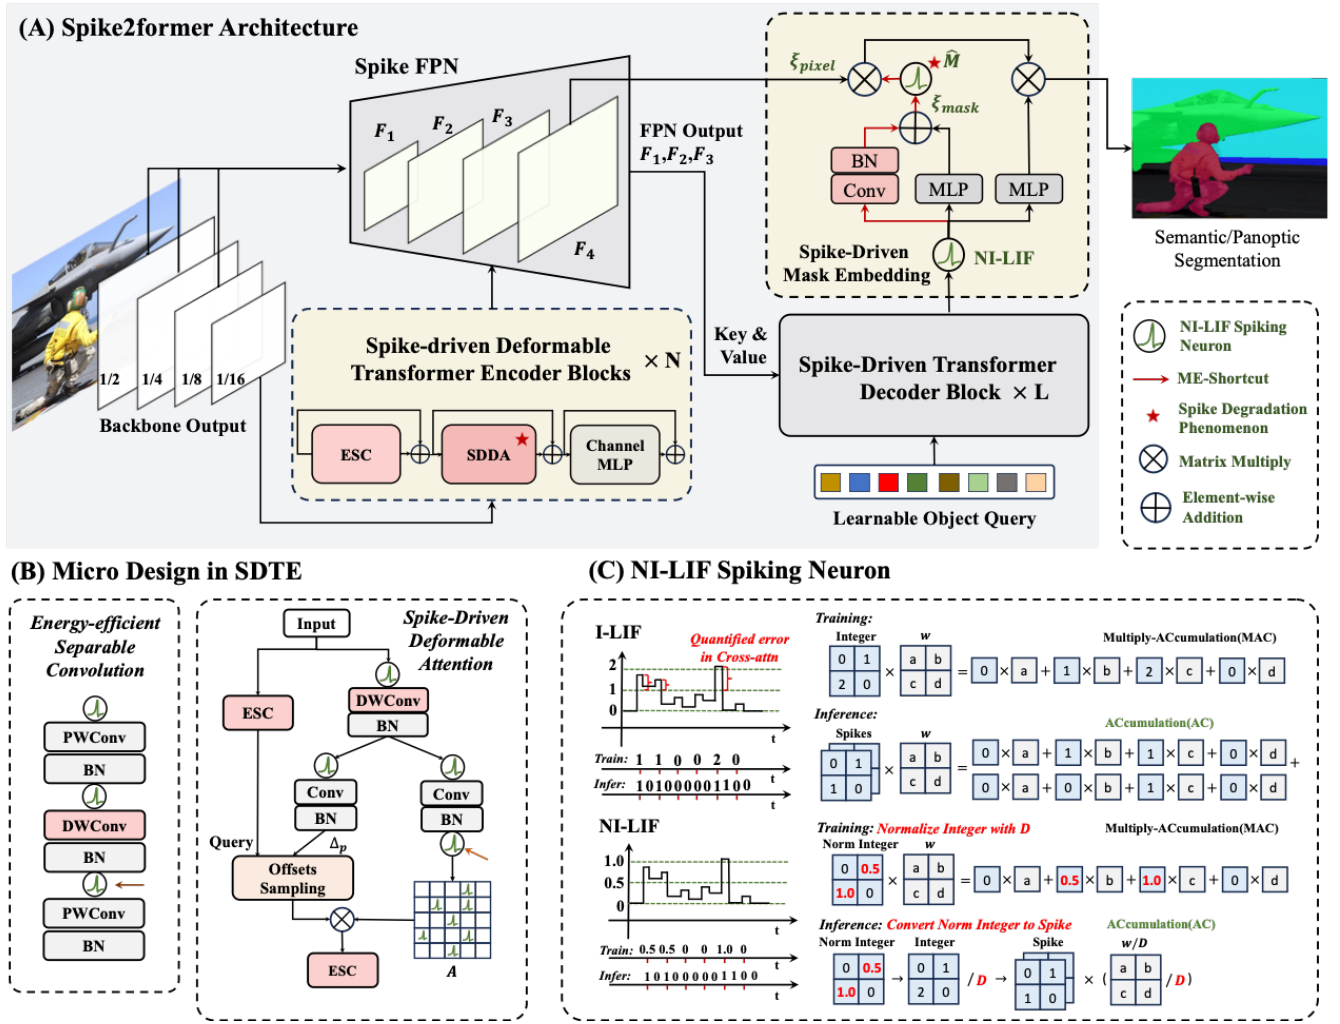 (A) Spike2former Architecture
Spike FPN
F1
F2
F3
F4
FPN Output
F1,F2,F3
1/2
1/4
1/8
1/16
Backbone Output
Spike-driven Deformable
Transformer Encoder Blocks
× N
ESC
SDDA
Channel
MLP
Key &
Value
ξpixel
M̂
ξmask
BN
Conv
MLP
MLP
Spike-Driven
Mask Embedding
NI-LIF
Spike-Driven Transformer
Decoder Block × L
Learnable Object Query
Semantic/Panoptic
Segmentation
NI-LIF Spiking
Neuron
ME-Shortcut
Spike Degradation
Phenomenon
Matrix Multiply
Element-wise
Addition
(B) Micro Design in SDTE
Energy-efficient
Separable
Convolution
PWConv
BN
DWConv
BN
PWConv
BN
Input
Spike-Driven
Deformable
Attention
ESC
DWConv
BN
Conv
BN
Conv
BN
Query
Δp
Offsets
Sampling
ESC
A
(C) NI-LIF Spiking Neuron
I-LIF
Quantified error
in Cross-attn
2
1
0
t
Train: 1 1 0 0 2 0
t
Infer: 1 0 1 0 0 0 0 0 1 1 0 0
t
Training:
Integer
w
Multiply-ACcumulation(MAC)
0 1
2 0
×
a b
c d
= 0 × a + 1 × b + 2 × c + 0 × d
Inference:
Spikes
w
ACcumulation(AC)
0 1
1 0
×
a b
c d
= 0 × a + 1 × b + 1 × c + 0 × d +
0 × a + 0 × b + 1 × c + 0 × d
NI-LIF
1.0
0.5
0
t
Train: 0.5 0.5 0 0 1.0 0
t
Infer: 1 0 1 0 0 0 0 0 1 1 0 0
t
Training: Normalize Integer with D
Norm Integer
w
Multiply-ACcumulation(MAC)
0 0.5
1.0 0
×
a b
c d
= 0 × a + 0.5 × b + 1.0 × c + 0 × d
Inference: Convert Norm Integer to Spike
ACcumulation(AC)
Norm Integer
Integer
Spike
w/D
0 0.5
1.0 0
→
0 1
2 0
/ D →
0 1
1 0
× (
a b
c d
/ D )